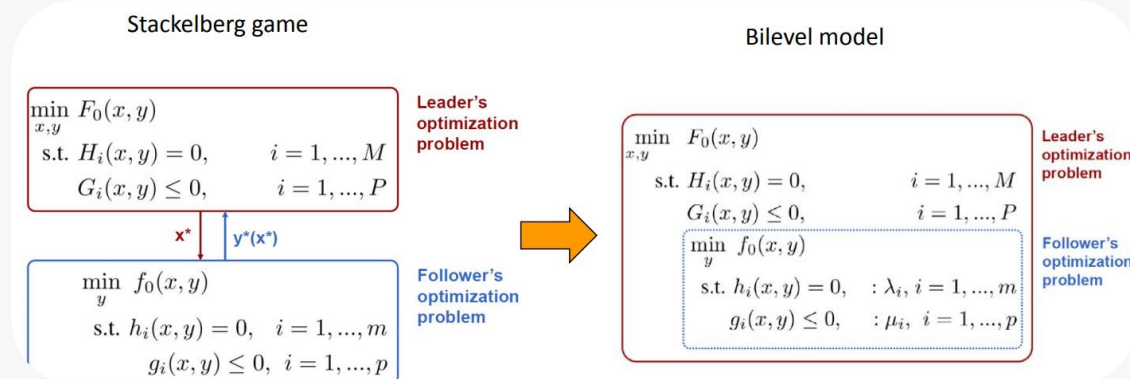 Stackelberg game
min F₀(x, y)
x,y
s.t. Hᵢ(x, y) = 0, i = 1, ..., M
Gᵢ(x, y) ≤ 0, i = 1, ..., P
Leader's
optimization
problem
x* y*(x*)
min f₀(x, y)
y
s.t. hᵢ(x, y) = 0, i = 1, ..., m
gᵢ(x, y) ≤ 0, i = 1, ..., p
Follower's
optimization
problem
Bilevel model
min F₀(x, y)
x,y
s.t. Hᵢ(x, y) = 0, i = 1, ..., M
Gᵢ(x, y) ≤ 0, i = 1, ..., P
Leader's
optimization
problem
min f₀(x, y)
y
s.t. hᵢ(x, y) = 0, : λᵢ, i = 1, ..., m
gᵢ(x, y) ≤ 0, : μᵢ, i = 1, ..., p
Follower's
optimization
problem